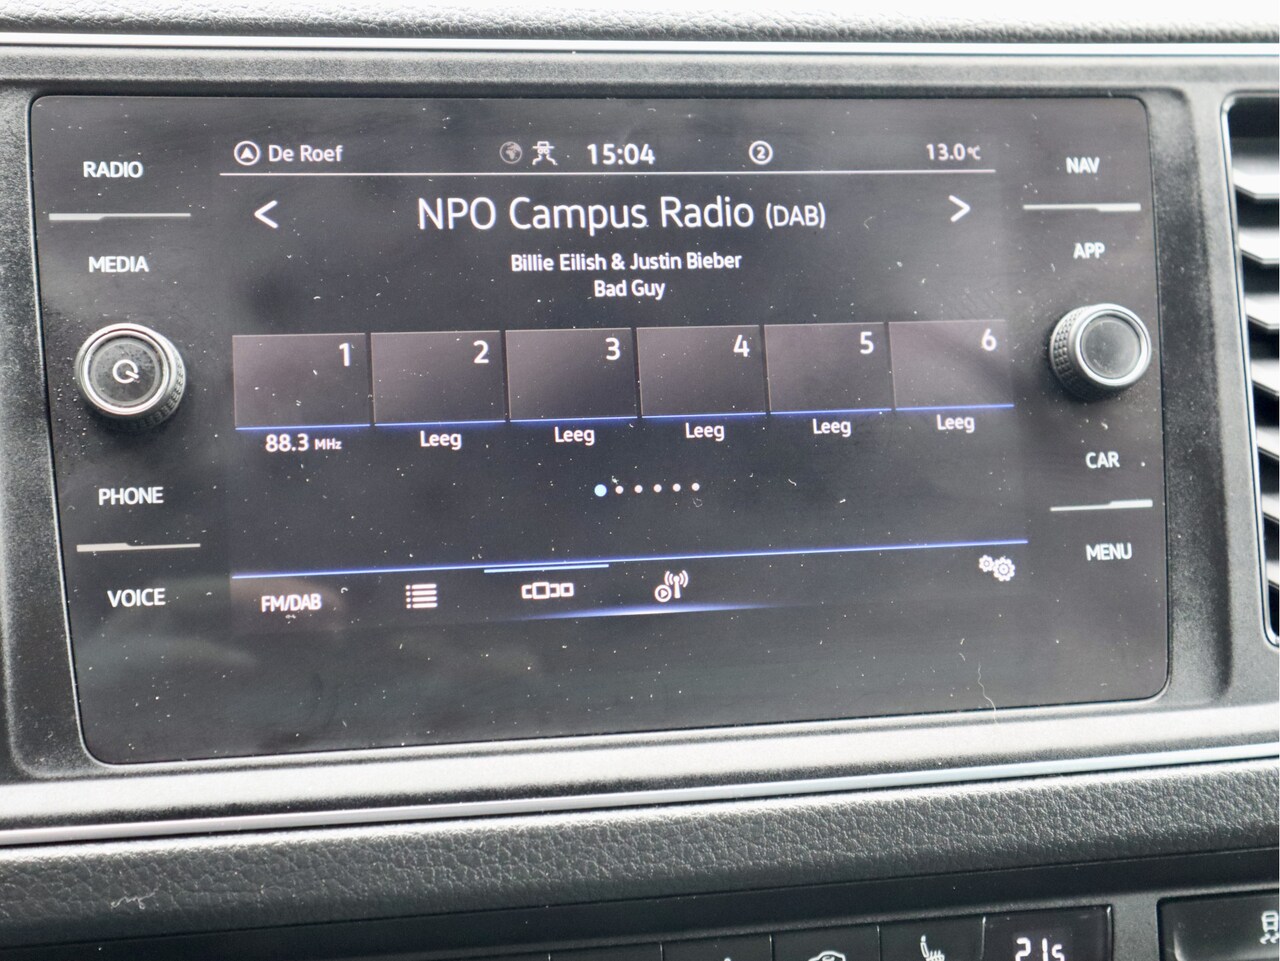 RADIO
MEDIA
PHONE
VOICE
De Roef
15:04
2
13.0°C
< NPO Campus Radio (DAB) >
Billie Eilish & Justin Bieber
Bad Guy
1 2 3 4 5 6
88.3 MHz Leeg Leeg Leeg Leeg Leeg
FM/DAB
NAV
APP
CAR
MENU